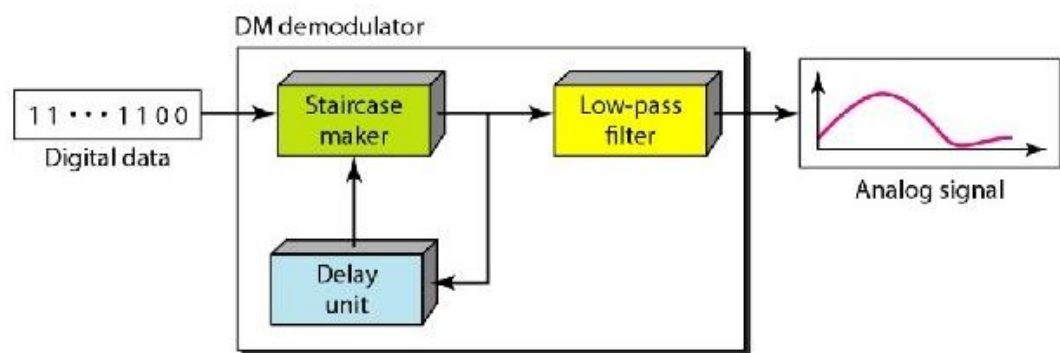 DM demodulator
11 ··· 1100
Digital data
Staircase
maker
Low-pass
filter
Analog signal
Delay
unit